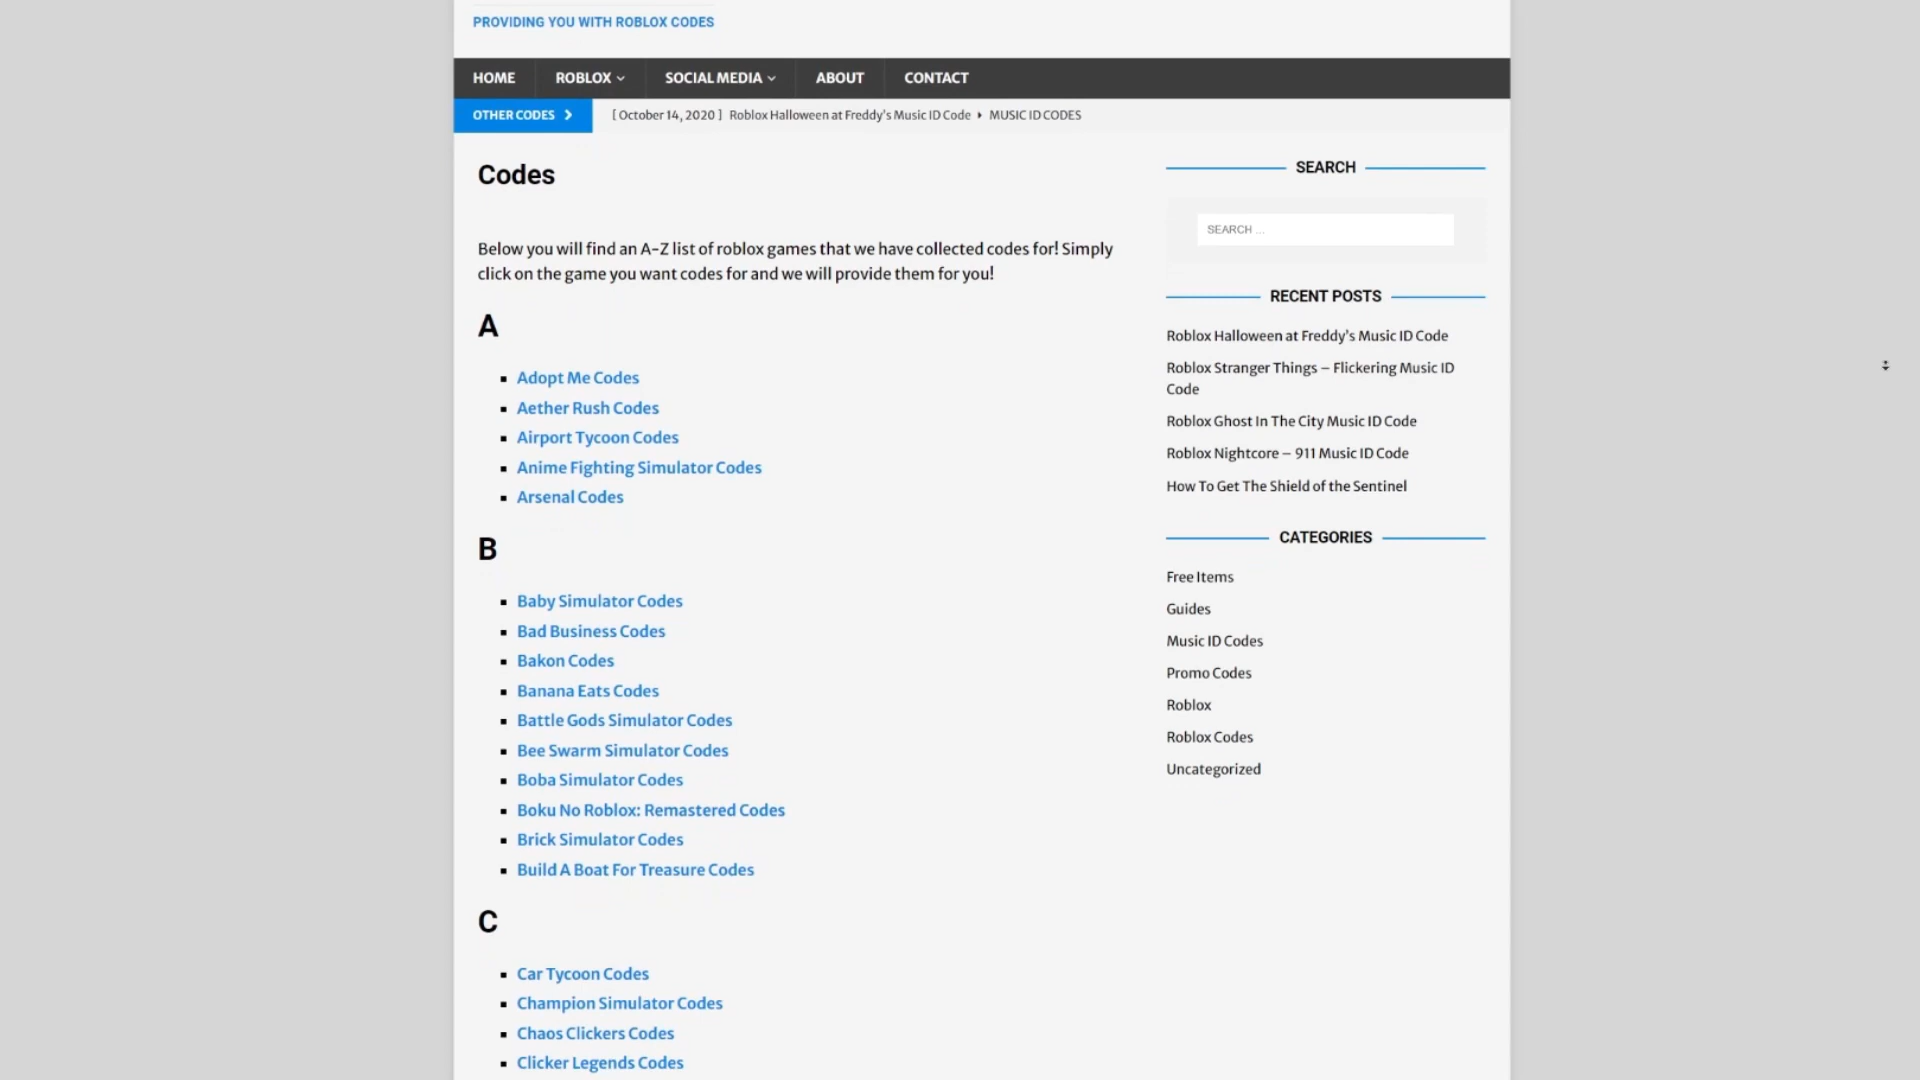 PROVIDING YOU WITH ROBLOX CODES
HOME ROBLOX SOCIAL MEDIA ABOUT CONTACT
OTHER CODES [ October 14, 2020 ] Roblox Halloween at Freddy's Music ID Code MUSIC ID CODES
Codes
Below you will find an A-Z list of roblox games that we have collected codes for! Simply
click on the game you want codes for and we will provide them for you!
A
Adopt Me Codes
Aether Rush Codes
Airport Tycoon Codes
Anime Fighting Simulator Codes
Arsenal Codes
B
Baby Simulator Codes
Bad Business Codes
Bakon Codes
Banana Eats Codes
Battle Gods Simulator Codes
Bee Swarm Simulator Codes
Boba Simulator Codes
Boku No Roblox: Remastered Codes
Brick Simulator Codes
Build A Boat For Treasure Codes
C
Car Tycoon Codes
Champion Simulator Codes
Chaos Clickers Codes
Clicker Legends Codes
SEARCH
SEARCH ...
RECENT POSTS
Roblox Halloween at Freddy's Music ID Code
Roblox Stranger Things – Flickering Music ID
Code
Roblox Ghost In The City Music ID Code
Roblox Nightcore – 911 Music ID Code
How To Get The Shield of the Sentinel
CATEGORIES
Free Items
Guides
Music ID Codes
Promo Codes
Roblox
Roblox Codes
Uncategorized